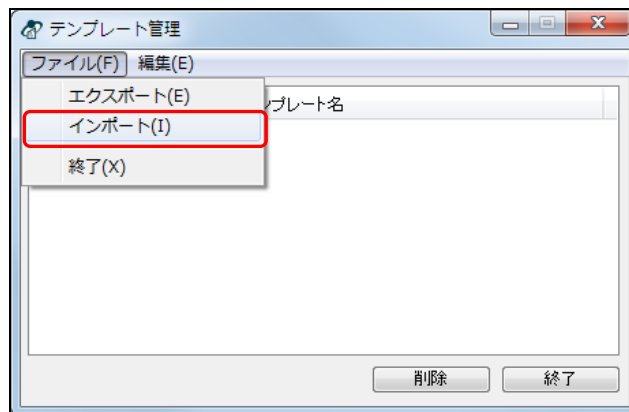 テンプレート管理
ファイル(F) 編集(E)
エクスポート(E)
プレート名
インポート(I)
終了(X)
削除 終了